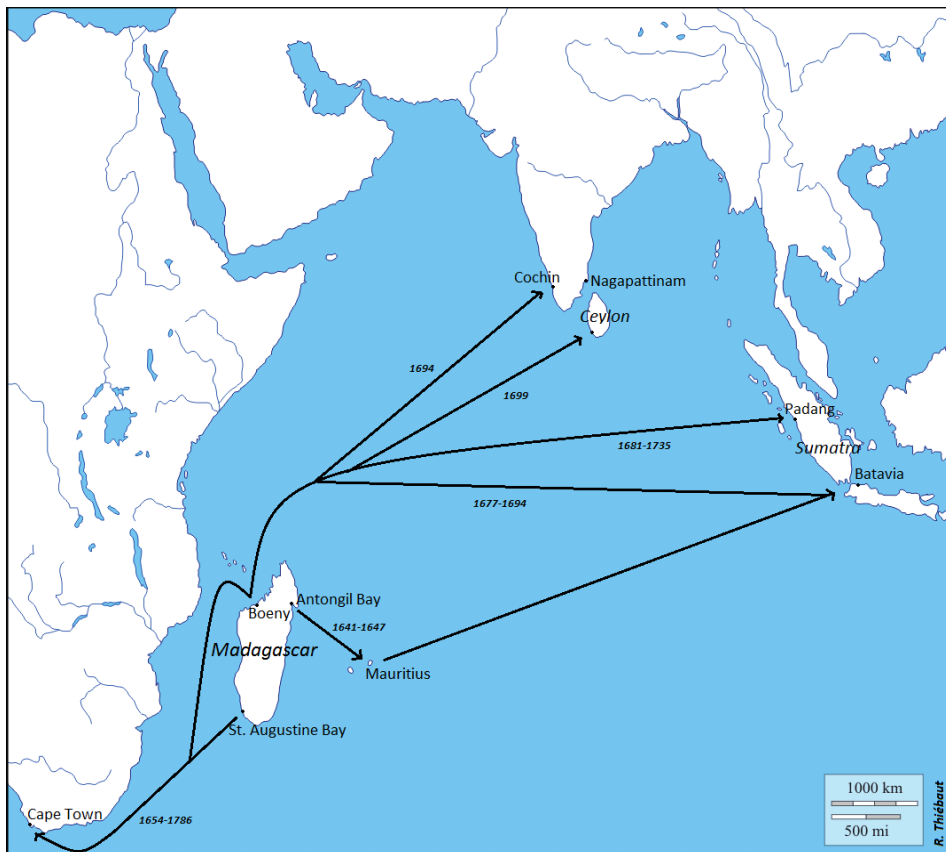 Cochin
Nagapattinam
Ceylon
1694
1699
Padang
1681-1735
Sumatra
Batavia
1677-1694
Antongil Bay
Boeny
1641-1647
Madagascar
Mauritius
St. Augustine Bay
1000 km
500 mi
R. Thiébaut
Cape Town
1654-1786